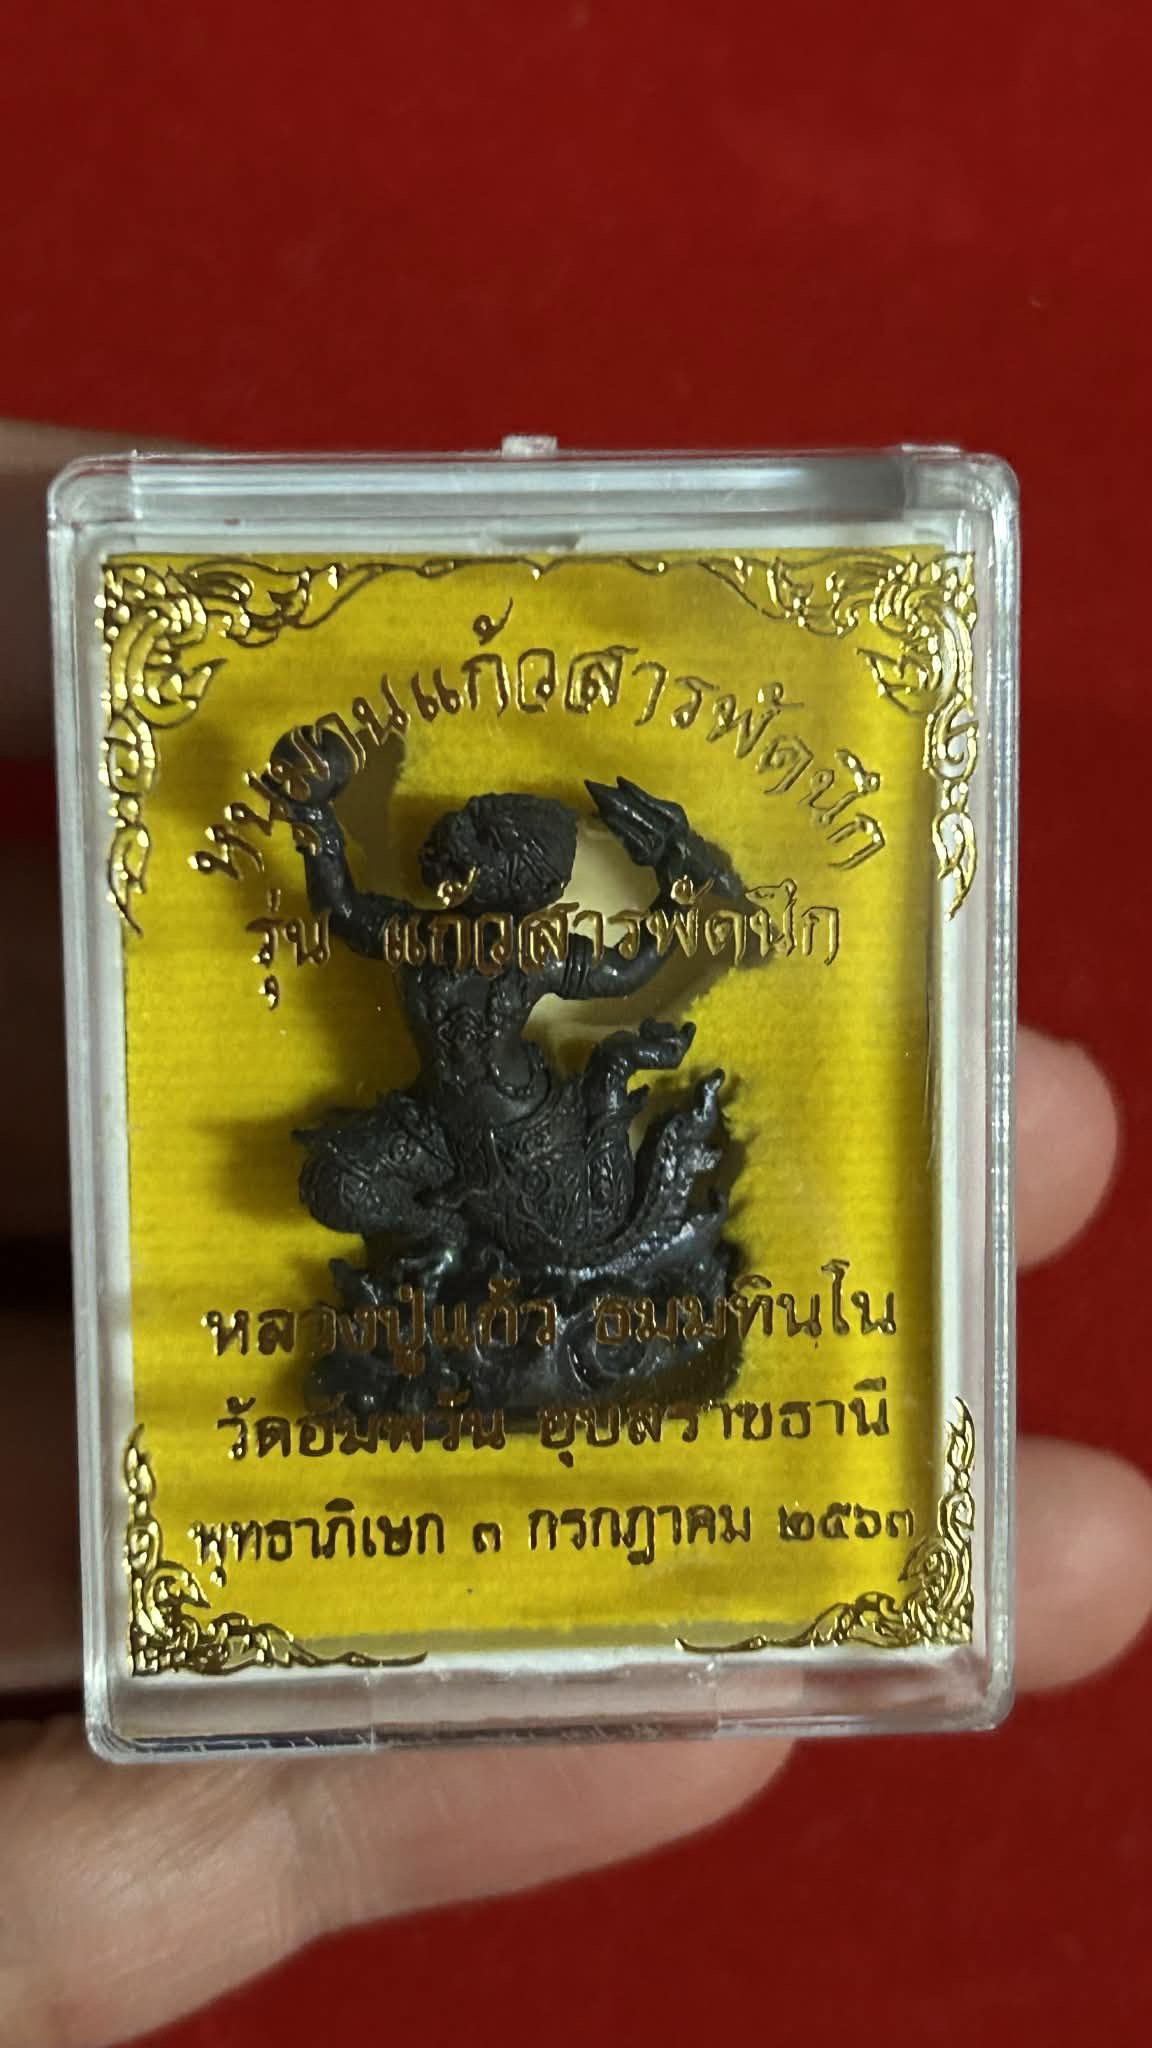 หนุมานแก้วสารพัดนึก
รุ่น แก้วสารพัดนึก
หลวงปู่แก้ว ธมมทินโน
วัดอัมพวัน อุบลราชธานี
พุทธาภิเษก ๓ กรกฎาคม ๒๕๖๓